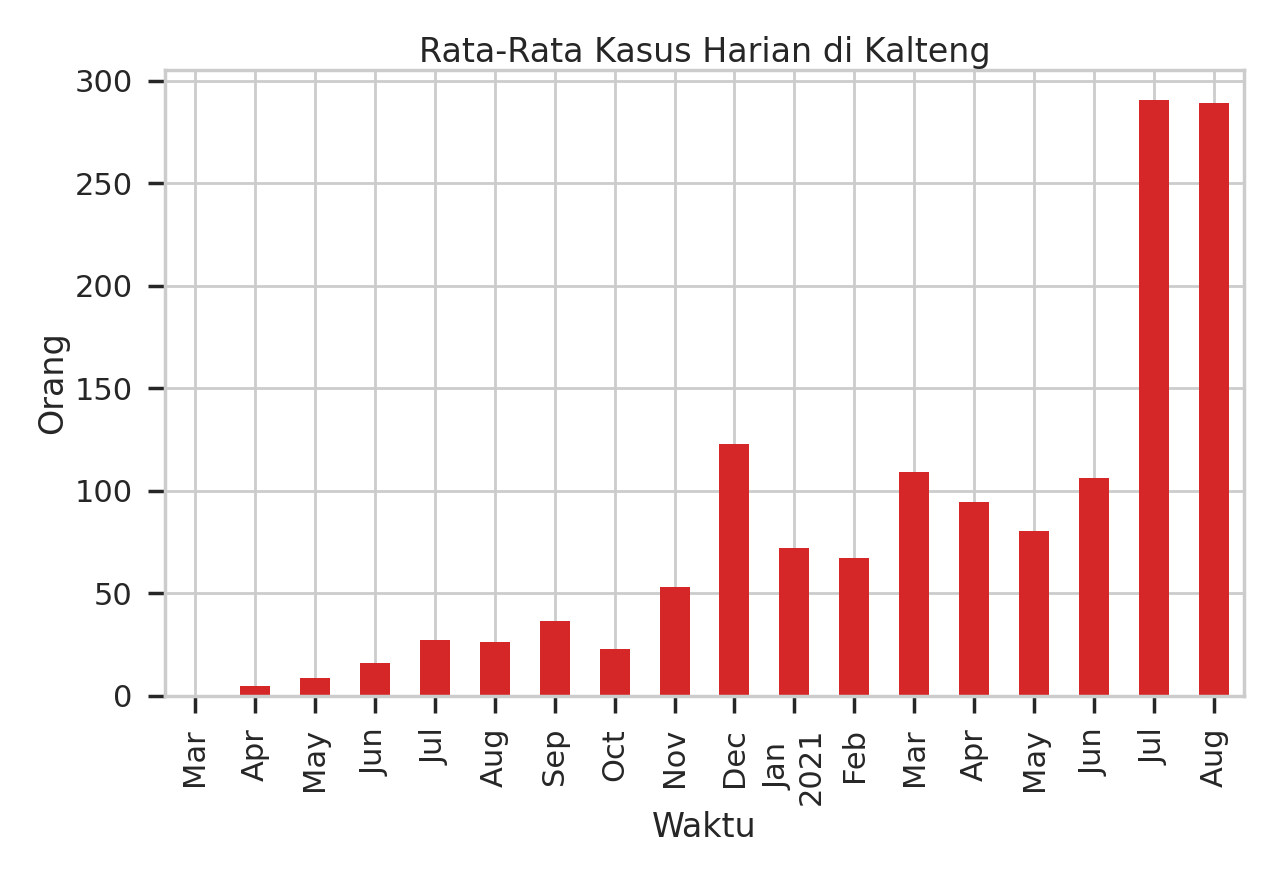 Rata-Rata Kasus Harian di Kalteng
300
250
200
150
100
50
0
Orang
Mar
Apr
May
Jun
Jul
Aug
Sep
Oct
Nov
Dec
Jan
2021
Feb
Mar
Apr
May
Jun
Jul
Aug
Waktu